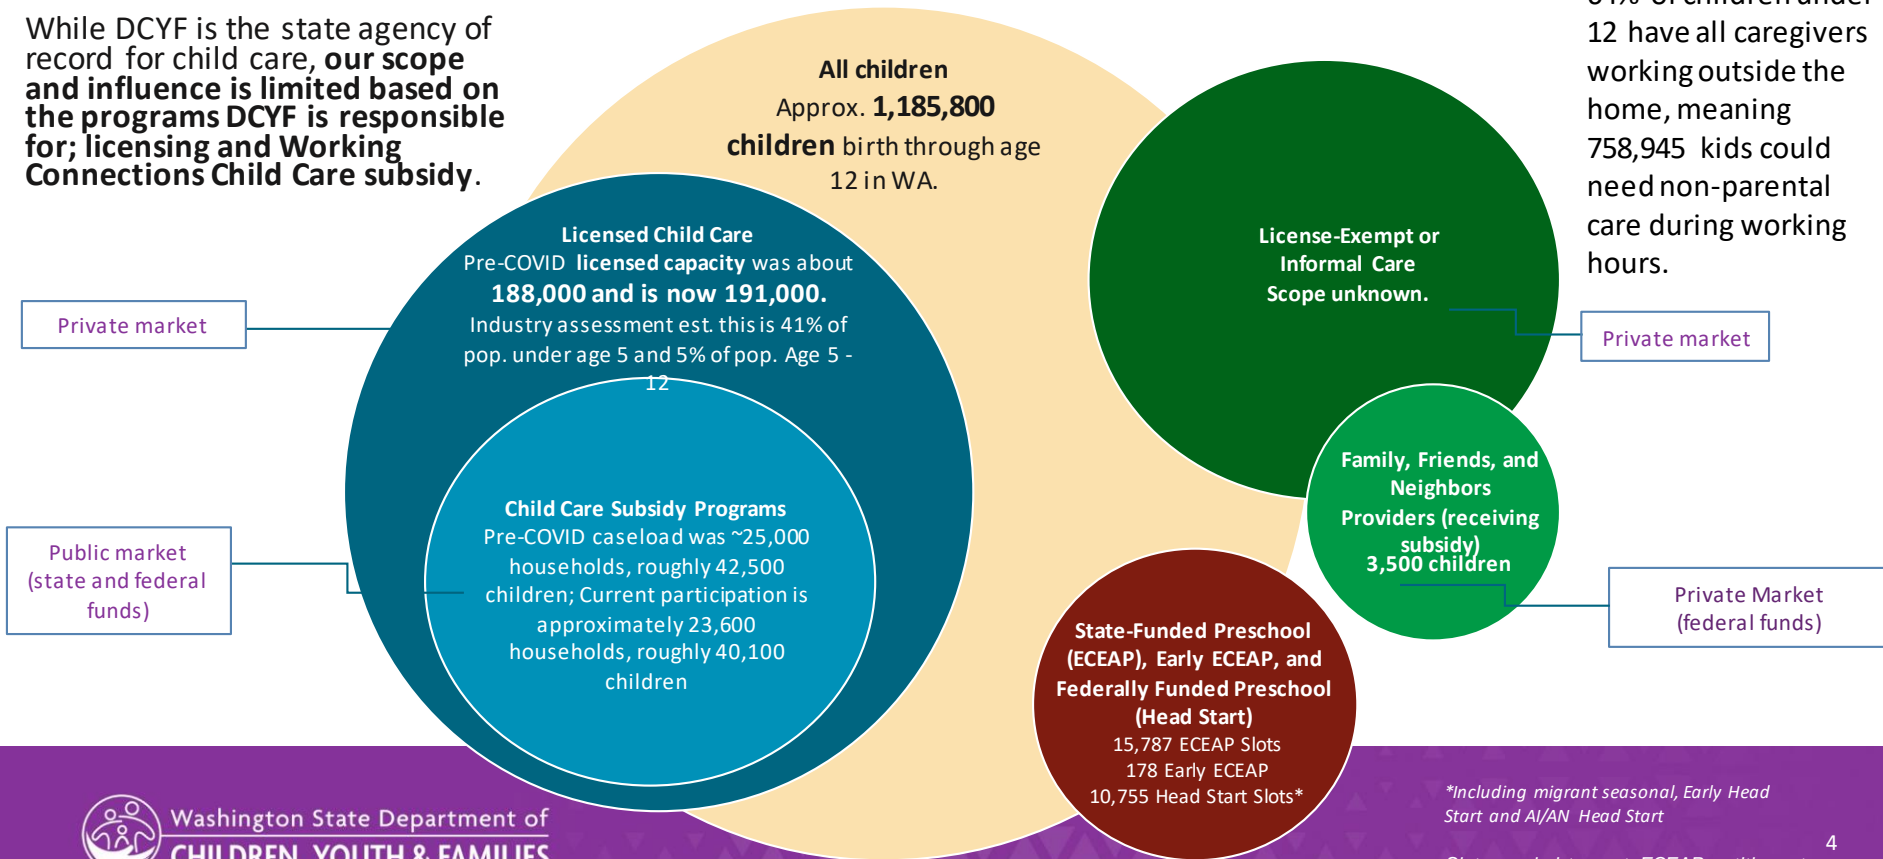 While DCYF is the state agency of
record for child care, our scope
and influence is limited based on
the programs DCYF is responsible
for; licensing and Working
Connections Child Care subsidy.
All children
Approx. 1,185,800
children birth through age
12 in WA.
of children under
12 have all caregivers
working outside the
home, meaning
758,945 kids could
need non-parental
care during working
hours.
Licensed Child Care
Pre-COVID licensed capacity was about
188,000 and is now 191,000.
Industry assessment est. this is 41% of
pop. under age 5 and 5% of pop. Age 5 -
12
License-Exempt or
Informal Care
Scope unknown.
Private market
Private market
Child Care Subsidy Programs
Pre-COVID caseload was ~25,000
households, roughly 42,500
children; Current participation is
approximately 23,600
households, roughly 40,100
children
Public market
(state and federal
funds)
Family, Friends, and
Neighbors
Providers (receiving
subsidy)
3,500 children
Private Market
(federal funds)
State-Funded Preschool
(ECEAP), Early ECEAP, and
Federally Funded Preschool
(Head Start)
15,787 ECEAP Slots
178 Early ECEAP
10,755 Head Start Slots*
Washington State Department of
CHILDREN, YOUTH & FAMILIES
*Including migrant seasonal, Early Head
Start and AI/AN Head Start
4